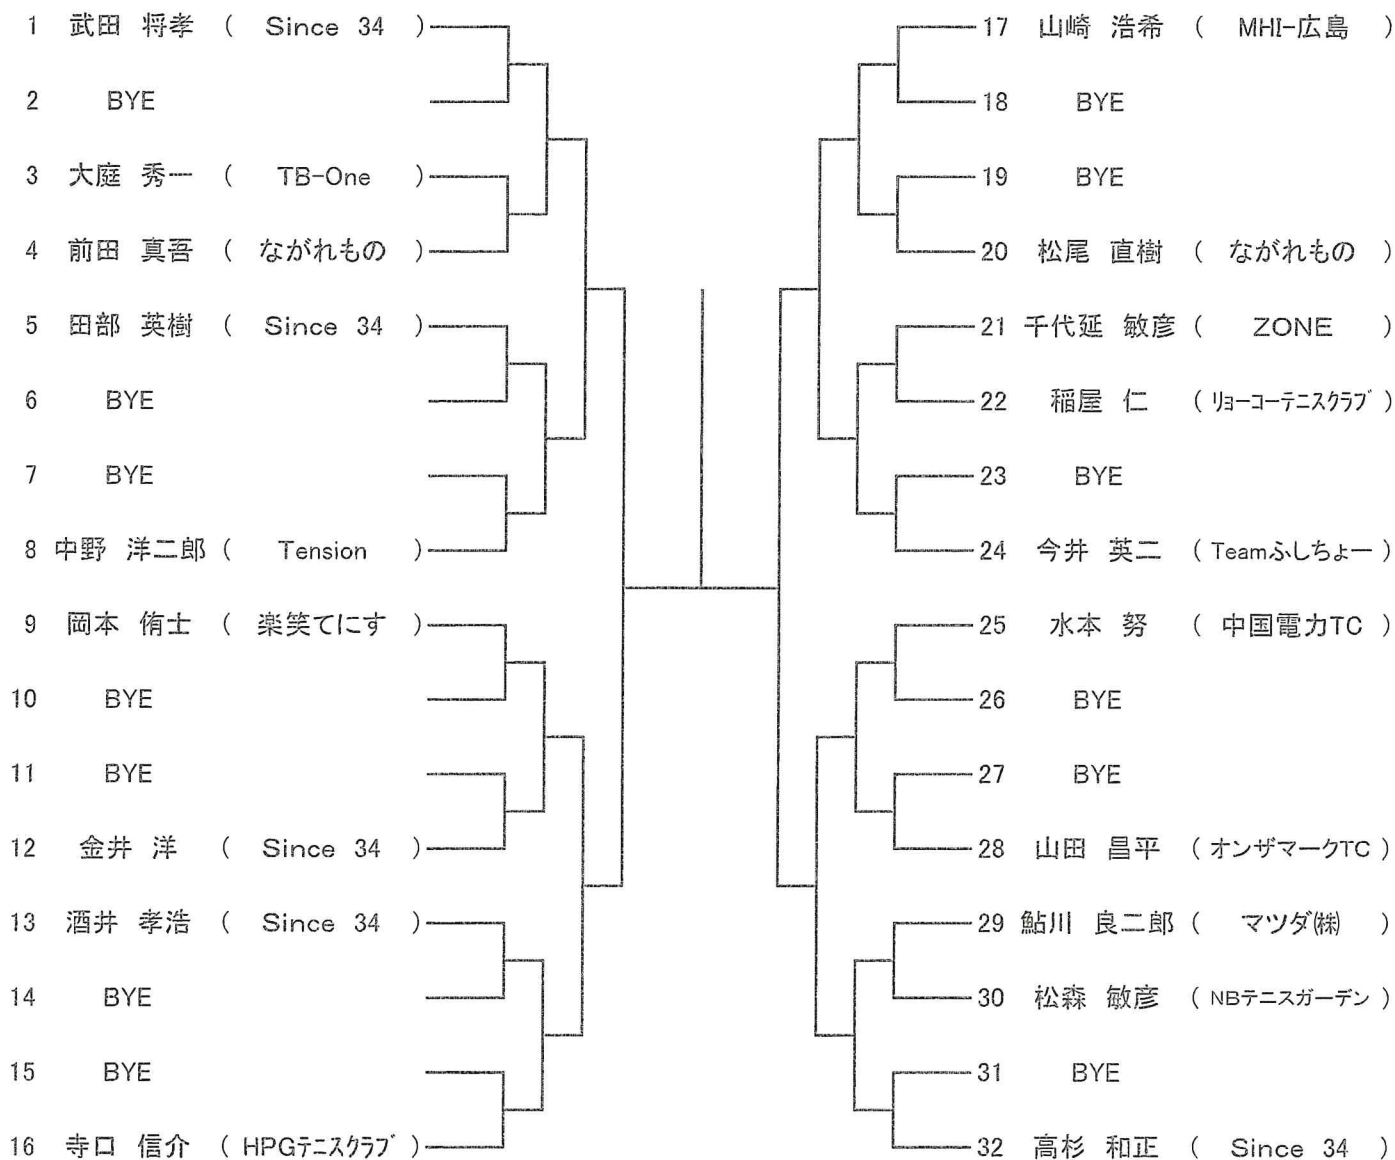 1 武田 将孝 ( Since 34 )
2 BYE
3 大庭 秀一 ( TB-One )
4 前田 真吾 ( ながれもの )
5 田部 英樹 ( Since 34 )
6 BYE
7 BYE
8 中野 洋二郎 ( Tension )
9 岡本 侑士 ( 楽笑てにす )
10 BYE
11 BYE
12 金井 洋 ( Since 34 )
13 酒井 孝浩 ( Since 34 )
14 BYE
15 BYE
16 寺口 信介 ( HPGテニスクラブ )
17 山崎 浩希 ( MHI-広島 )
18 BYE
19 BYE
20 松尾 直樹 ( ながれもの )
21 千代延 敏彦 ( ZONE )
22 稲屋 仁 ( リョーコーテニスクラブ )
23 BYE
24 今井 英二 ( Teamふしちょー )
25 水本 努 ( 中国電力TC )
26 BYE
27 BYE
28 山田 昌平 ( オンザマークTC )
29 鮎川 良二郎 ( マツダ㈱ )
30 松森 敏彦 ( NBテニスガーデン )
31 BYE
32 高杉 和正 ( Since 34 )